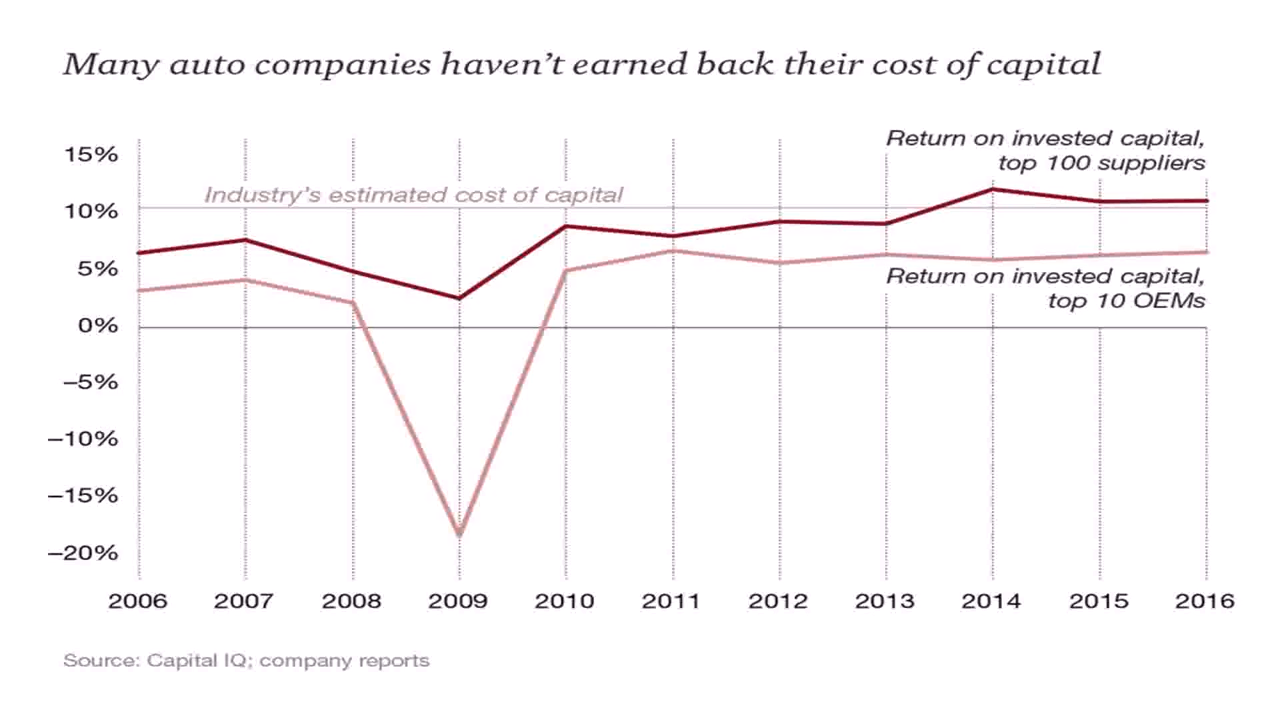 Many auto companies haven’t earned back their cost of capital
Return on invested capital,
top 100 suppliers
15%
Industry’s estimated cost of capital
10%
5%
Return on invested capital,
top 10 OEMs
0%
–5%
–10%
–15%
–20%
2006 2007 2008 2009 2010 2011 2012 2013 2014 2015 2016
Source: Capital IQ; company reports